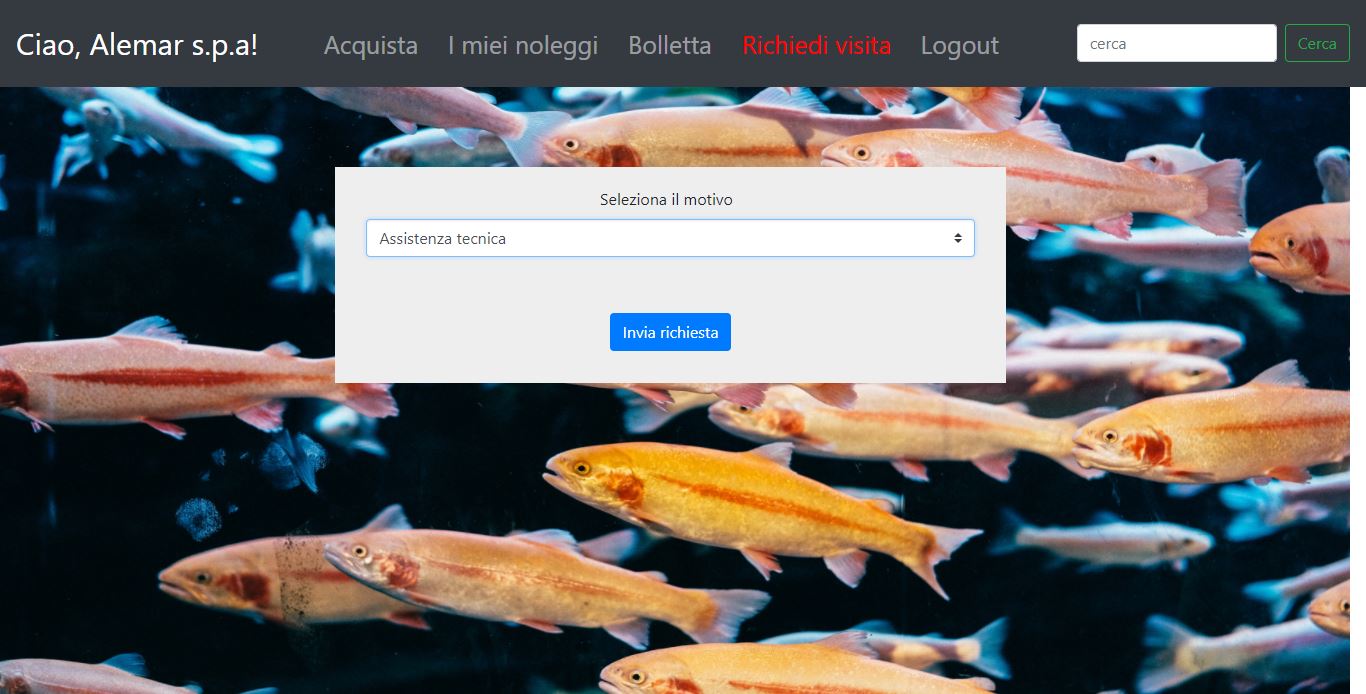 Ciao, Alemar s.p.a! Acquista I miei noleggi Bolletta Richiedi visita Logout cerca Cerca
Seleziona il motivo
Assistenza tecnica
Invia richiesta